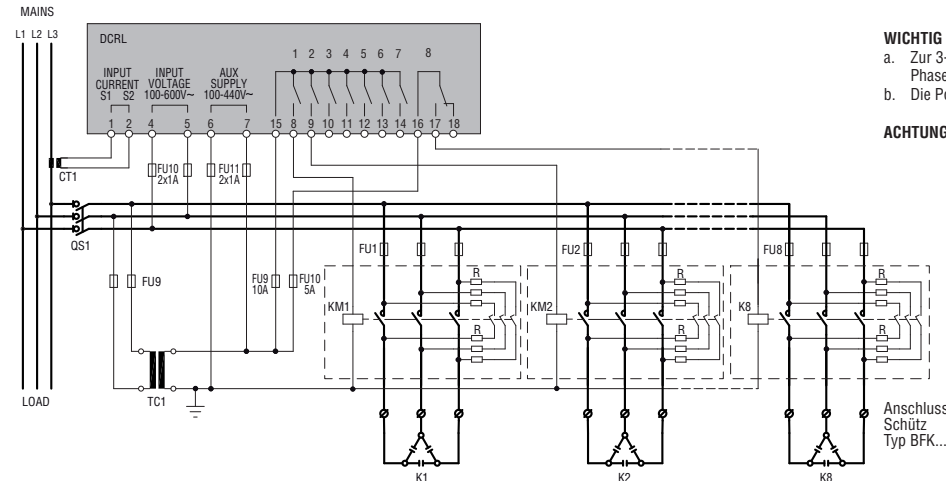 MAINS
L1 L2 L3
DCRL
INPUT CURRENT
S1 S2
INPUT VOLTAGE
100-600V~
AUX SUPPLY
100-440V~
1 2 3 4 5 6 7 8
1 2 4 5 6 7 15 8 9 10 11 12 13 14 16 17 18
CT1
FU10
2x1A
FU11
2x1A
QS1
FU9
FU9
10A
FU10
5A
FU1
FU2
FU8
R
R
R
KM1
KM2
K8
R
R
R
LOAD
TC1
K1
K2
K8
WICHTIG
a. Zur 3-
Phase
b. Die Po
ACHTUNG
Anschluss
Schütz
Typ BFK...